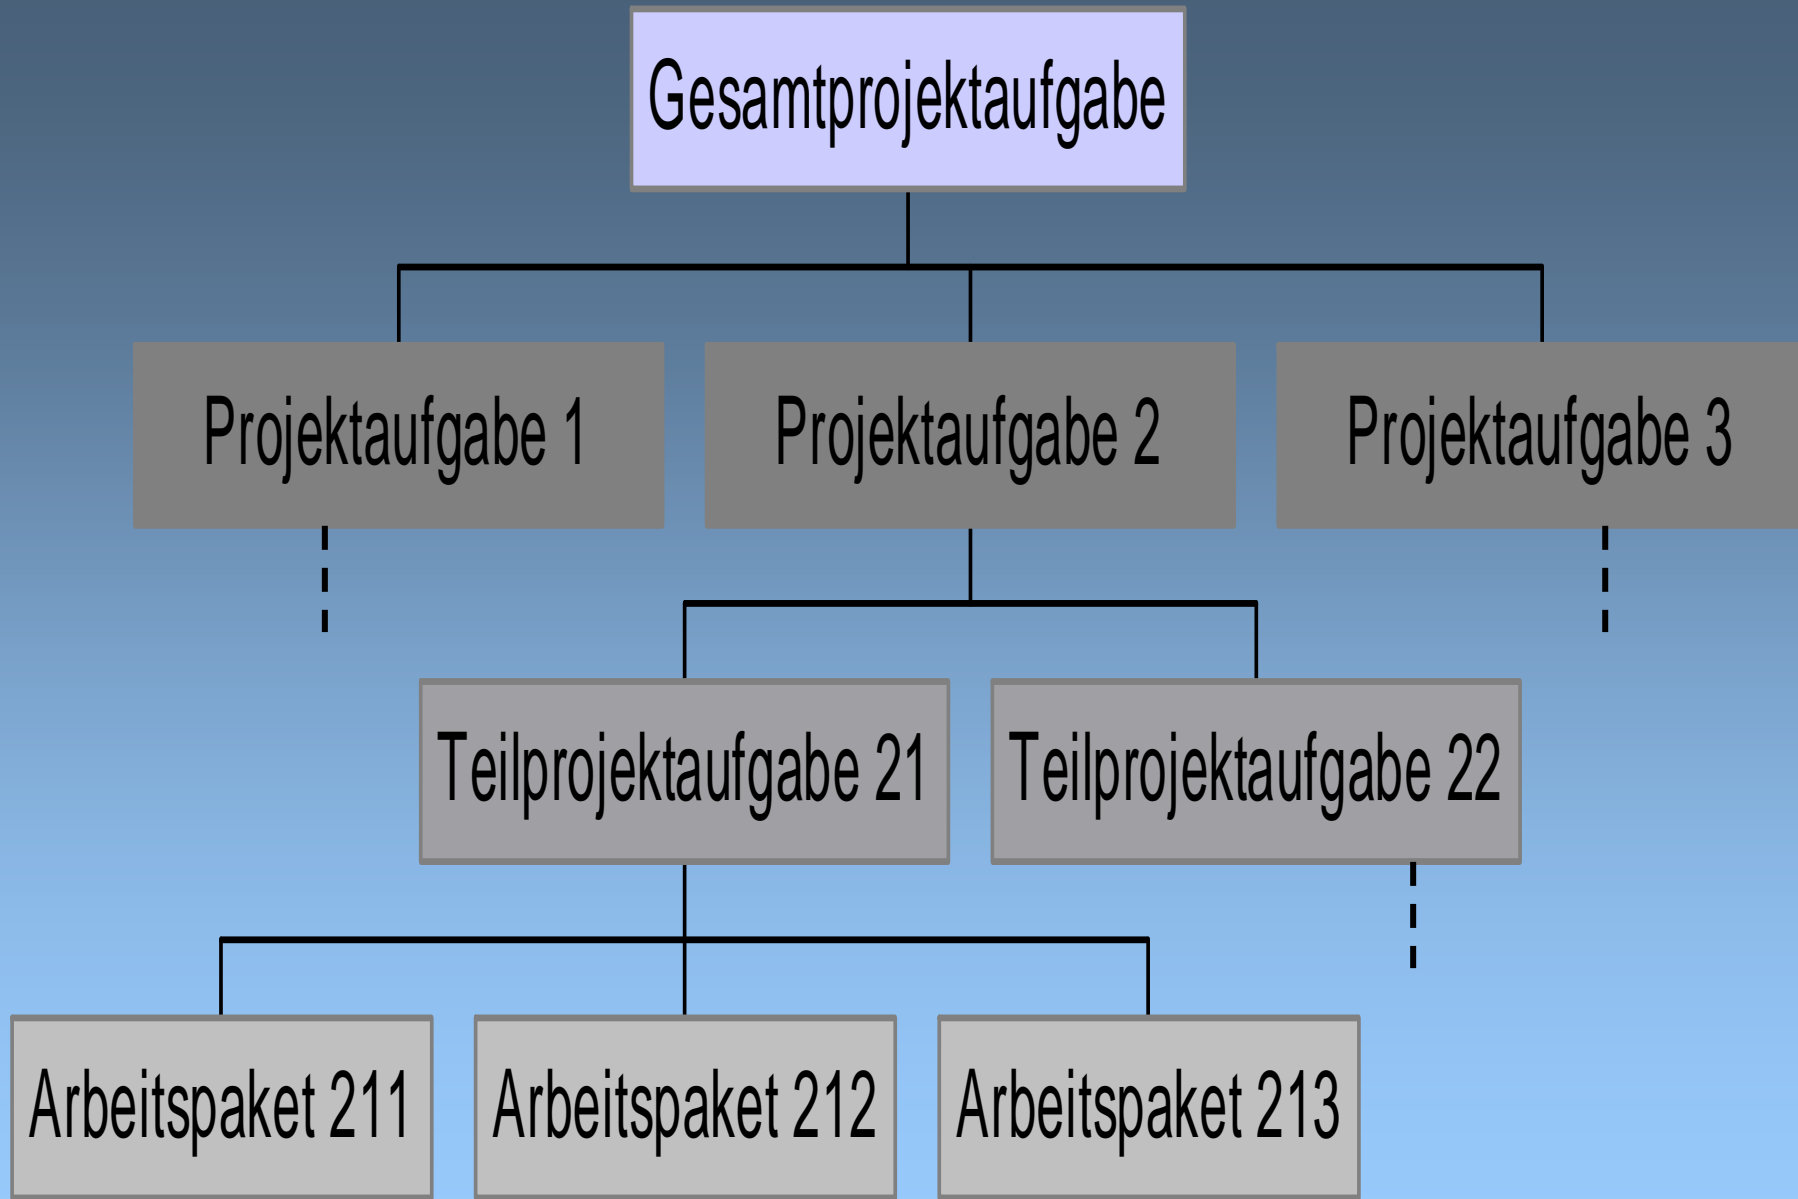 Gesamtprojektaufgabe
Projektaufgabe 1
Projektaufgabe 2
Projektaufgabe 3
Teilprojektaufgabe 21
Teilprojektaufgabe 22
Arbeitspaket 211
Arbeitspaket 212
Arbeitspaket 213